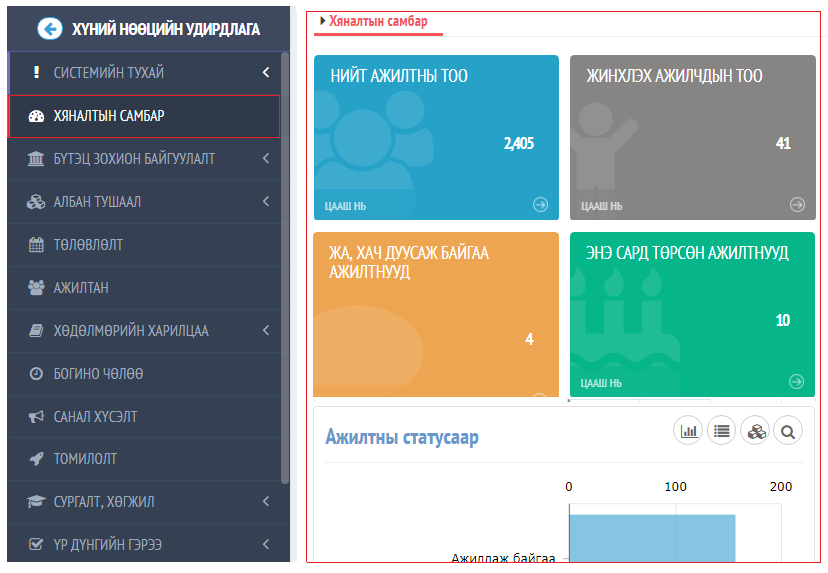 ХҮНИЙ НӨӨЦИЙН УДИРДЛАГА
СИСТЕМИЙН ТУХАЙ
ХЯНАЛТЫН САМБАР
БҮТЭЦ ЗОХИОН БАЙГУУЛАЛТ
АЛБАН ТУШААЛ
ТӨЛӨВЛӨЛТ
АЖИЛТАН
ХӨДӨЛМӨРИЙН ХАРИЛЦАА
БОГИНО ЧӨЛӨӨ
САНАЛ ХҮСЭЛТ
ТОМИЛОЛТ
СУРГАЛТ, ХӨГЖИЛ
ҮР ДҮНГИЙН ГЭРЭЭ
Хяналтын самбар
НИЙТ АЖИЛТНЫ ТОО
2,405
ЦААШ НЬ
ЖИНХЛЭХ АЖИЛЧДЫН ТОО
41
ЦААШ НЬ
ЖА, ХАЧ ДУУСАЖ БАЙГАА
АЖИЛТНУУД
4
ЭНЭ САРД ТӨРСӨН АЖИЛТНУУД
10
ЦААШ НЬ
Ажилтны статусаар
0 100 200
Ажиллаж байгаа